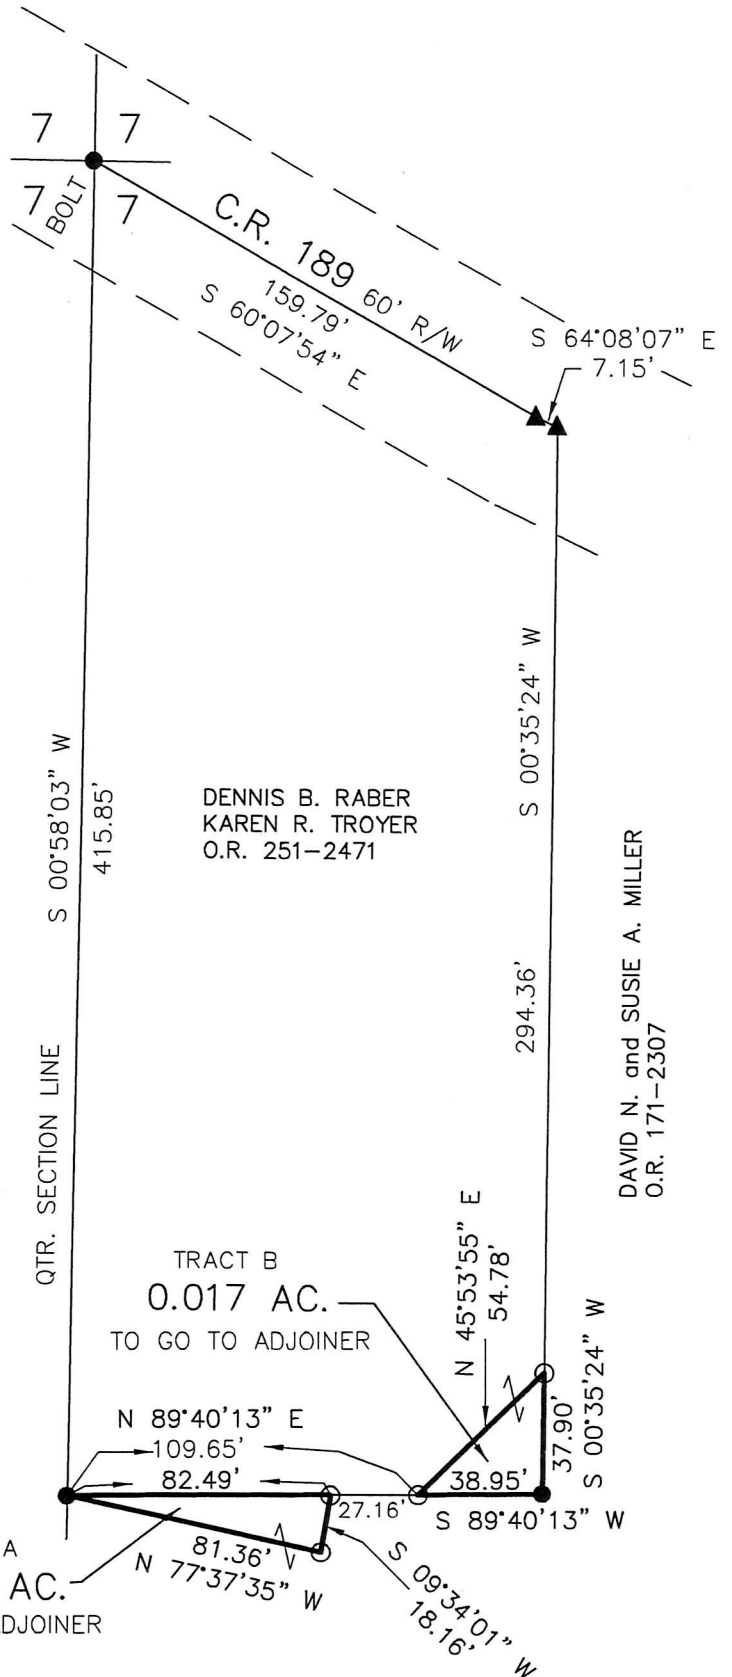 7 7
7 7
BOLT
C.R. 189 60' R/W
159.79'
S 60°07'54" E
S 64°08'07" E
7.15'
S 00°58'03" W
415.85'
QTR. SECTION LINE
DENNIS B. RABER
KAREN R. TROYER
O.R. 251-2471
S 00°35'24" W
294.36'
DAVID N. and SUSIE A. MILLER
O.R. 171-2307
TRACT B
0.017 AC.
TO GO TO ADJOINER
N 45°53'55" E
54.78'
37.90'
S 00°35'24" W
N 89°40'13" E
109.65'
82.49'
27.16'
38.95'
S 89°40'13" W
81.36'
N 77°37'35" W
S 09°34'01" W
18.16'
A
AC.
DJOINER